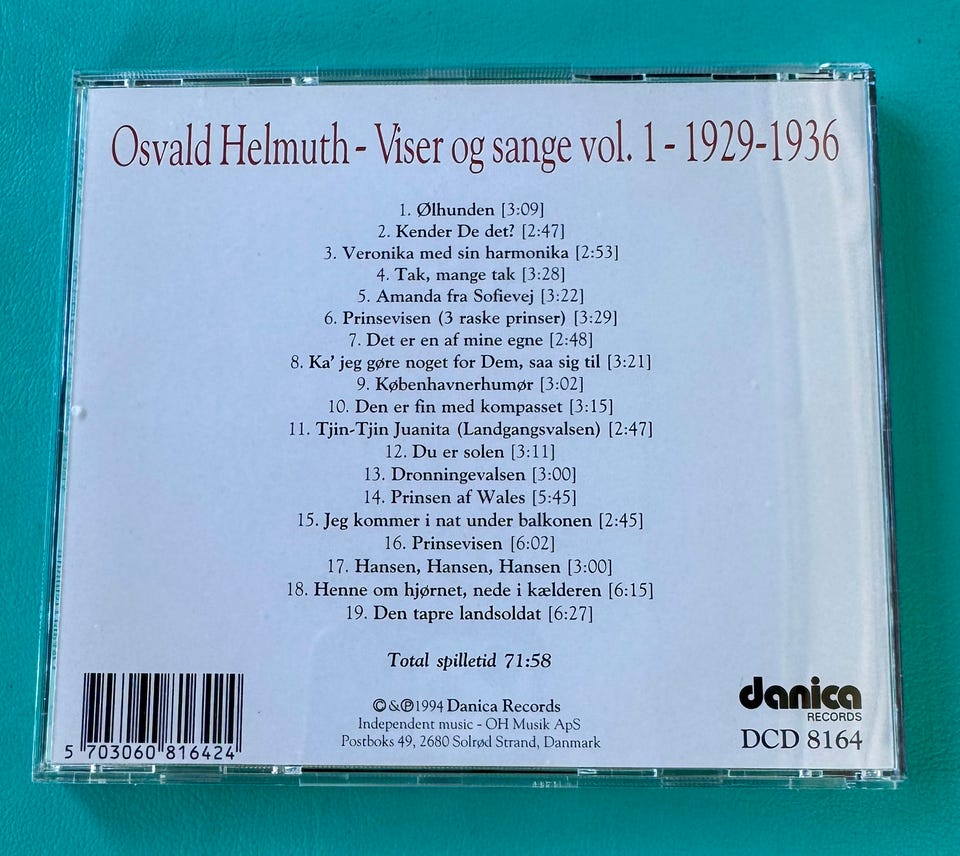 Osvald Helmuth - Viser og sange vol. 1 - 1929-1936
1. Ølhunden [3:09]
2. Kender De det? [2:47]
3. Veronika med sin harmonika [2:53]
4. Tak, mange tak [3:28]
5. Amanda fra Sofievej [3:22]
6. Prinsevisen (3 raske prinser) [3:29]
7. Det er en af mine egne [2:48]
8. Ka' jeg gøre noget for Dem, saa sig til [3:21]
9. Københavnerhumør [3:02]
10. Den er fin med kompasset [3:15]
11. Tjin-Tjin Juanita (Landgangsvalsen) [2:47]
12. Du er solen [3:11]
13. Dronningevalsen [3:00]
14. Prinsen af Wales [5:45]
15. Jeg kommer i nat under balkonen [2:45]
16. Prinsevisen [6:02]
17. Hansen, Hansen, Hansen [3:00]
18. Henne om hjørnet, nede i kælderen [6:15]
19. Den tapre landsoldat [6:27]
Total spilletid 71:58
©&℗1994 Danica Records
Independent music - OH Musik ApS
Postboks 49, 2680 Solrød Strand, Danmark
5 703060 816424
danica
RECORDS
DCD 8164